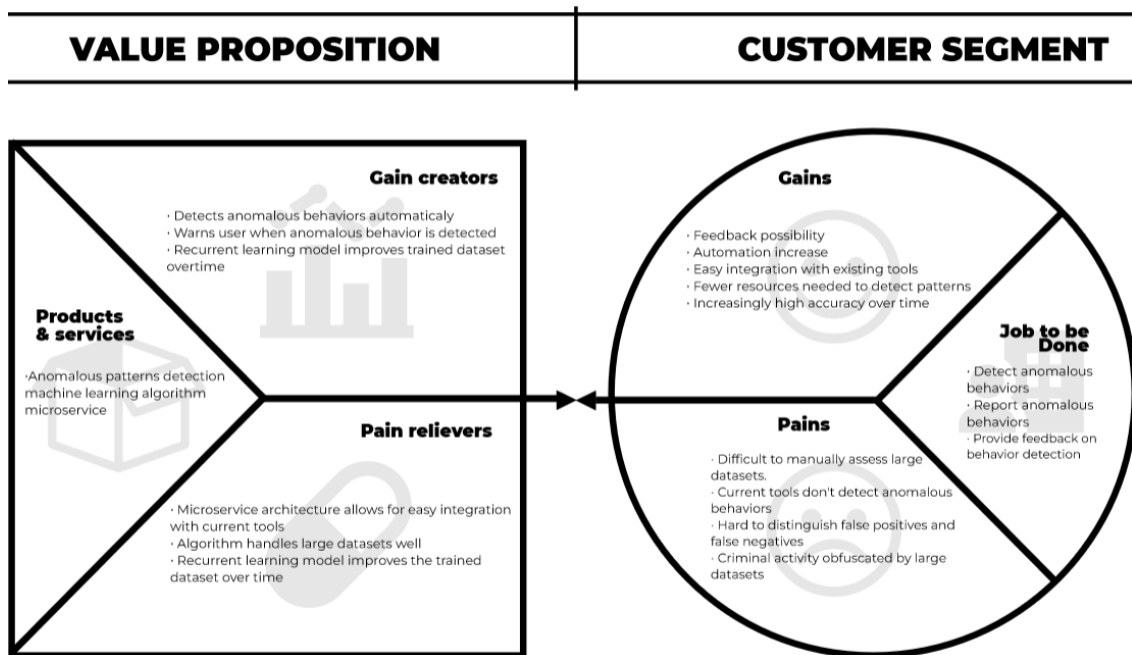 VALUE PROPOSITION
CUSTOMER SEGMENT
Gain creators
· Detects anomalous behaviors automaticaly
· Warns user when anomalous behavior is detected
· Recurrent learning model improves trained dataset
overtime
Products
& services
·Anomalous patterns detection
machine learning algorithm
microservice
Pain relievers
· Microservice architecture allows for easy integration
with current tools
· Algorithm handles large datasets well
· Recurrent learning model improves the trained
dataset over time
Gains
· Feedback possibility
· Automation increase
· Easy integration with existing tools
· Fewer resources needed to detect patterns
· Increasingly high accuracy over time
Job to be
Done
· Detect anomalous
behaviors
· Report anomalous
behaviors
· Provide feedback on
behavior detection
Pains
· Difficult to manually assess large
datasets.
· Current tools don't detect anomalous
behaviors
· Hard to distinguish false positives and
false negatives
· Criminal activity obfuscated by large
datasets